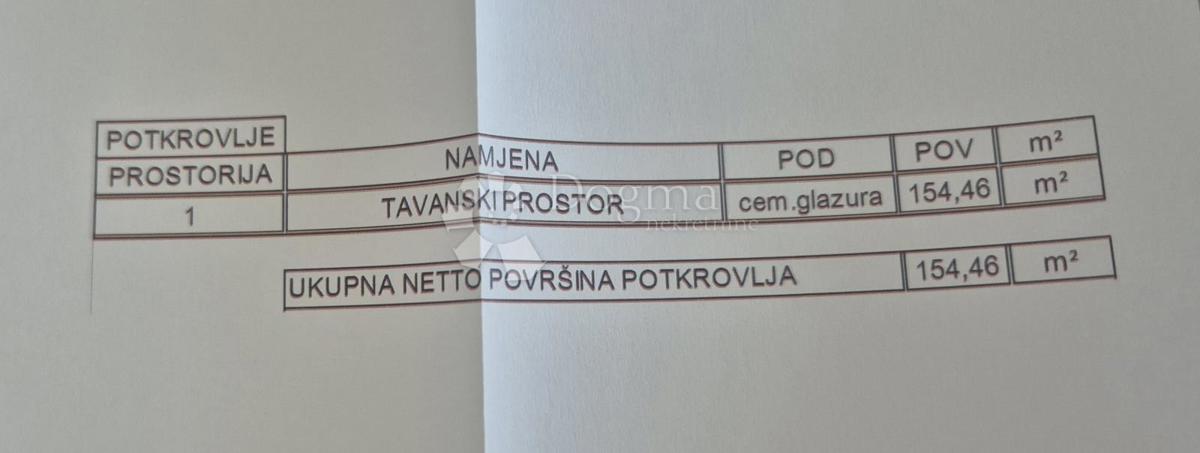 POTKROVLJE
PROSTORIJA NAMJENA POD POV m²
1 TAVANSKI PROSTOR cem.glazura 154,46 m²
UKUPNA NETTO POVRŠINA POTKROVLJA 154,46 m²
Dogma
nekretnine